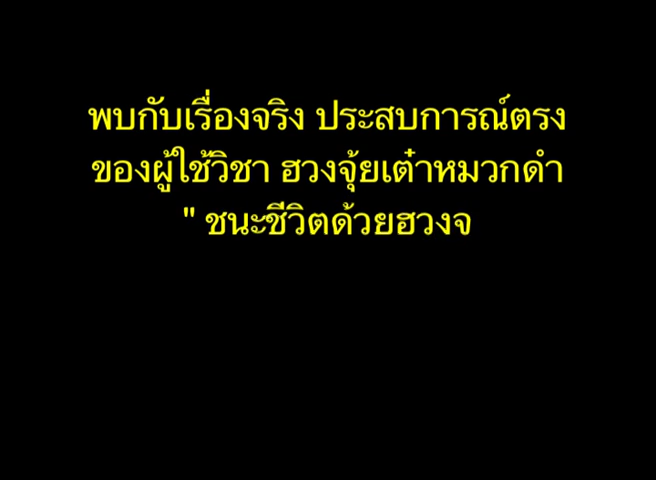 พบกับเรื่องจริง ประสบการณ์ตรง
ของผู้ใช้วิชา ฮวงจุ้ยเต๋าหมวกดำ
" ชนะชีวิตด้วยฮวงจ